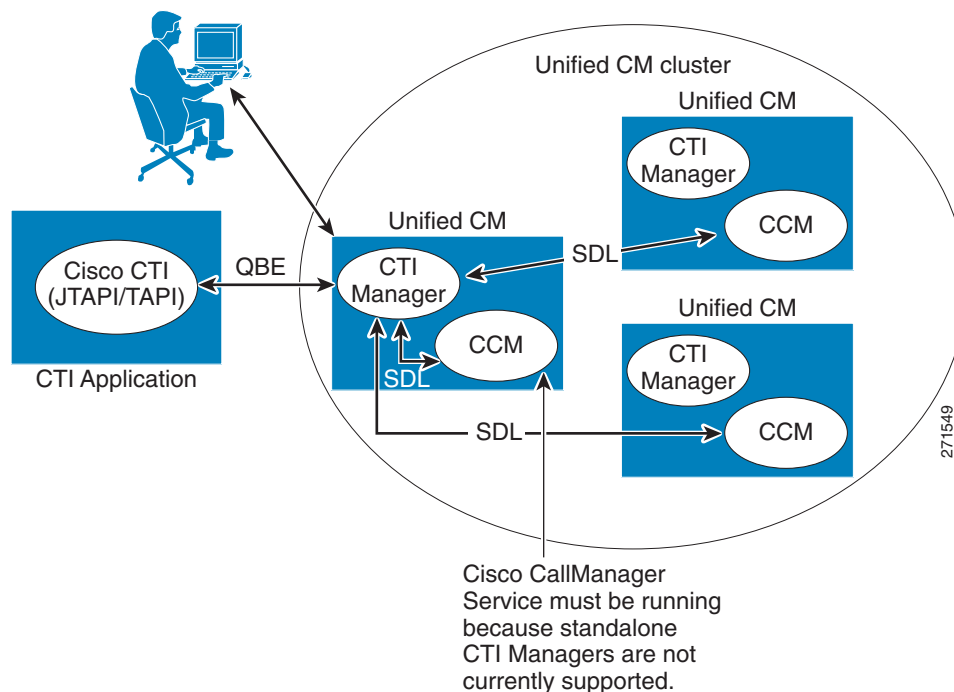 Unified CM cluster
Unified CM
CTI
Manager
CCM
Unified CM
SDL
CTI
Manager
QBE
Cisco CTI
(JTAPI/TAPI)
CCM
SDL
CTI Application
Unified CM
CTI
Manager
CCM
SDL
271549
Cisco CallManager
Service must be running
because standalone
CTI Managers are not
currently supported.